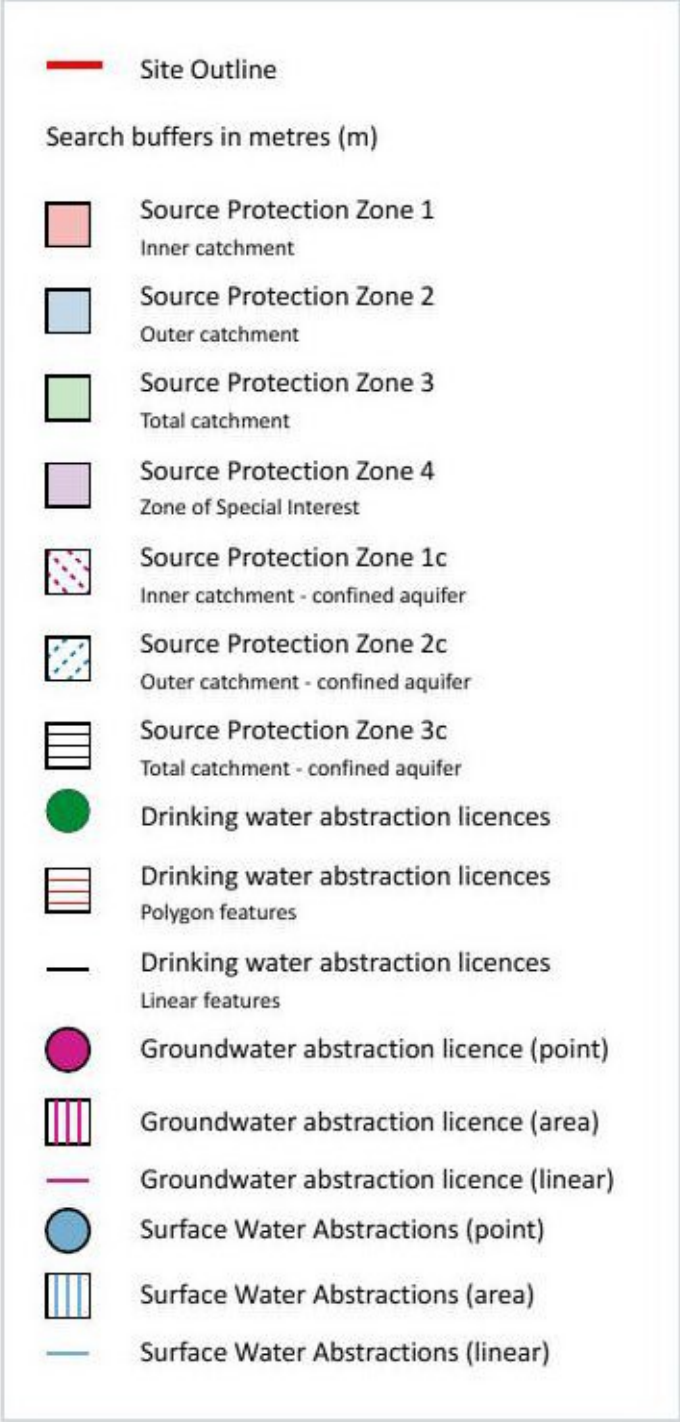 Site Outline
Search buffers in metres (m)
Source Protection Zone 1
Inner catchment
Source Protection Zone 2
Outer catchment
Source Protection Zone 3
Total catchment
Source Protection Zone 4
Zone of Special Interest
Source Protection Zone 1c
Inner catchment - confined aquifer
Source Protection Zone 2c
Outer catchment - confined aquifer
Source Protection Zone 3c
Total catchment - confined aquifer
Drinking water abstraction licences
Drinking water abstraction licences
Polygon features
Drinking water abstraction licences
Linear features
Groundwater abstraction licence (point)
Groundwater abstraction licence (area)
Groundwater abstraction licence (linear)
Surface Water Abstractions (point)
Surface Water Abstractions (area)
Surface Water Abstractions (linear)